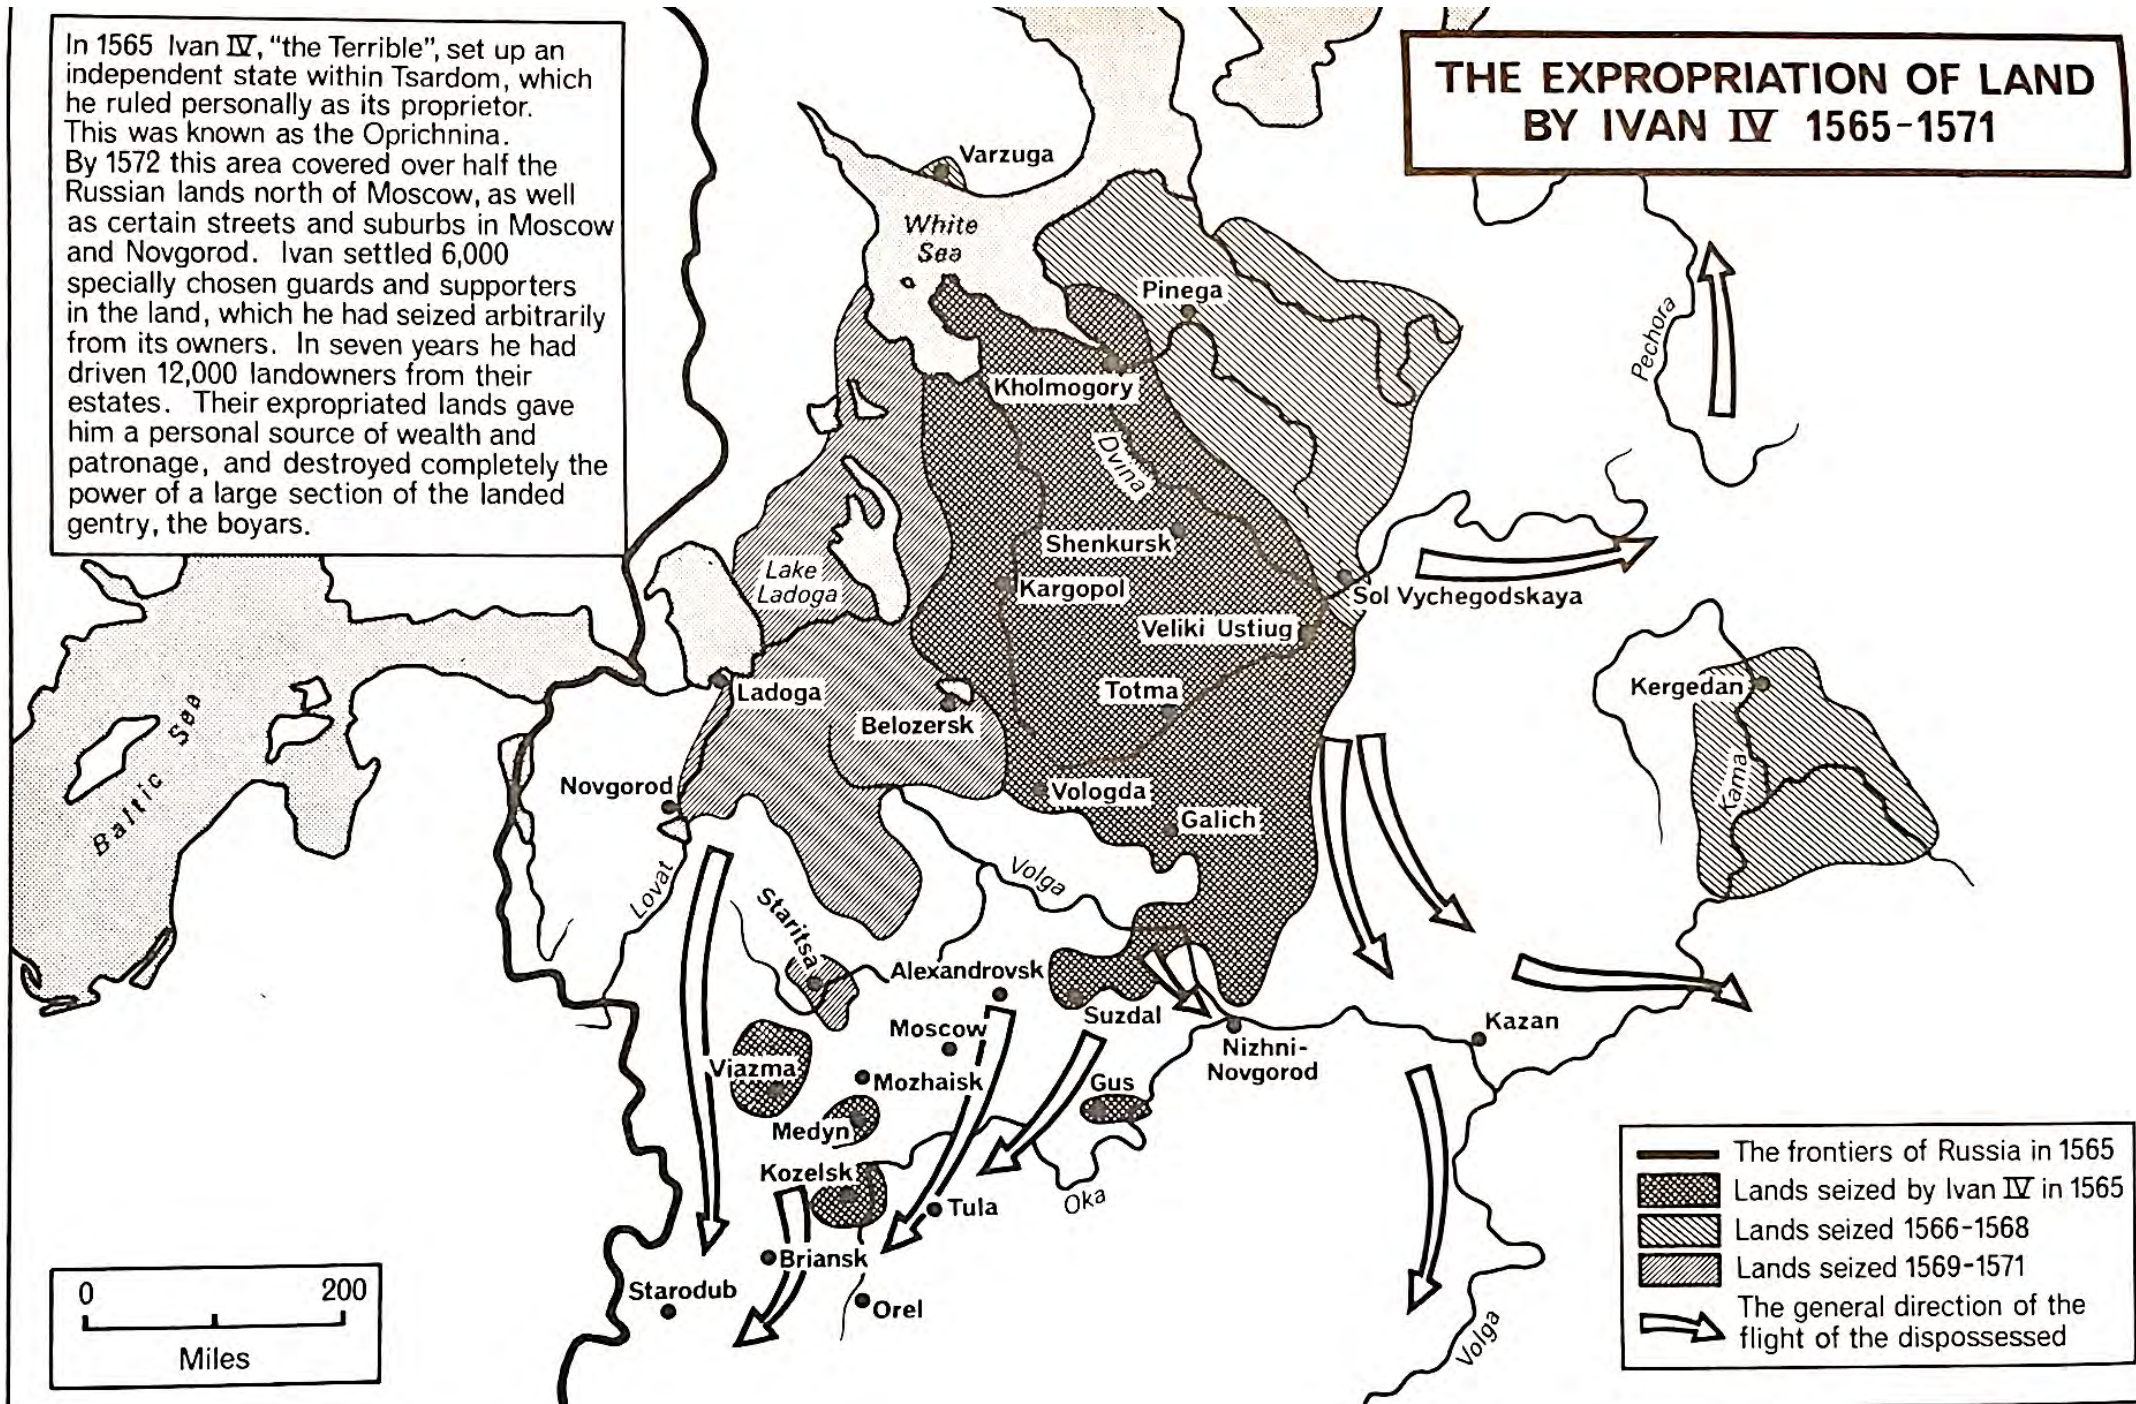 In 1565 Ivan IV, “the Terrible”, set up an
independent state within Tsardom, which
he ruled personally as its proprietor.
This was known as the Oprichnina.
By 1572 this area covered over half the
Russian lands north of Moscow, as well
as certain streets and suburbs in Moscow
and Novgorod. Ivan settled 6,000
specially chosen guards and supporters
in the land, which he had seized arbitrarily
from its owners. In seven years he had
driven 12,000 landowners from their
estates. Their expropriated lands gave
him a personal source of wealth and
patronage, and destroyed completely the
power of a large section of the landed
gentry, the boyars.
THE EXPROPRIATION OF LAND
BY IVAN IV 1565-1571
Varzuga
White
Sea
Pinega
Pechora
Kholmogory
Dvina
Shenkursk
Lake
Ladoga
Kargopol
Sol Vychegodskaya
Veliki Ustiug
Kergedan
Ladoga
Totma
Belozersk
Baltic Sea
Novgorod
Vologda
Kama
Galich
Volga
Lovat
Staritsa
Alexandrovsk
Suzdal
Moscow
Kazan
Nizhni-
Novgorod
Viazma
Mozhaisk
Gus
Medyn
Kozelsk
Oka
Tula
Briansk
Starodub
Orel
Volga
0 200
Miles
The frontiers of Russia in 1565
Lands seized by Ivan IV in 1565
Lands seized 1566-1568
Lands seized 1569-1571
The general direction of the
flight of the dispossessed